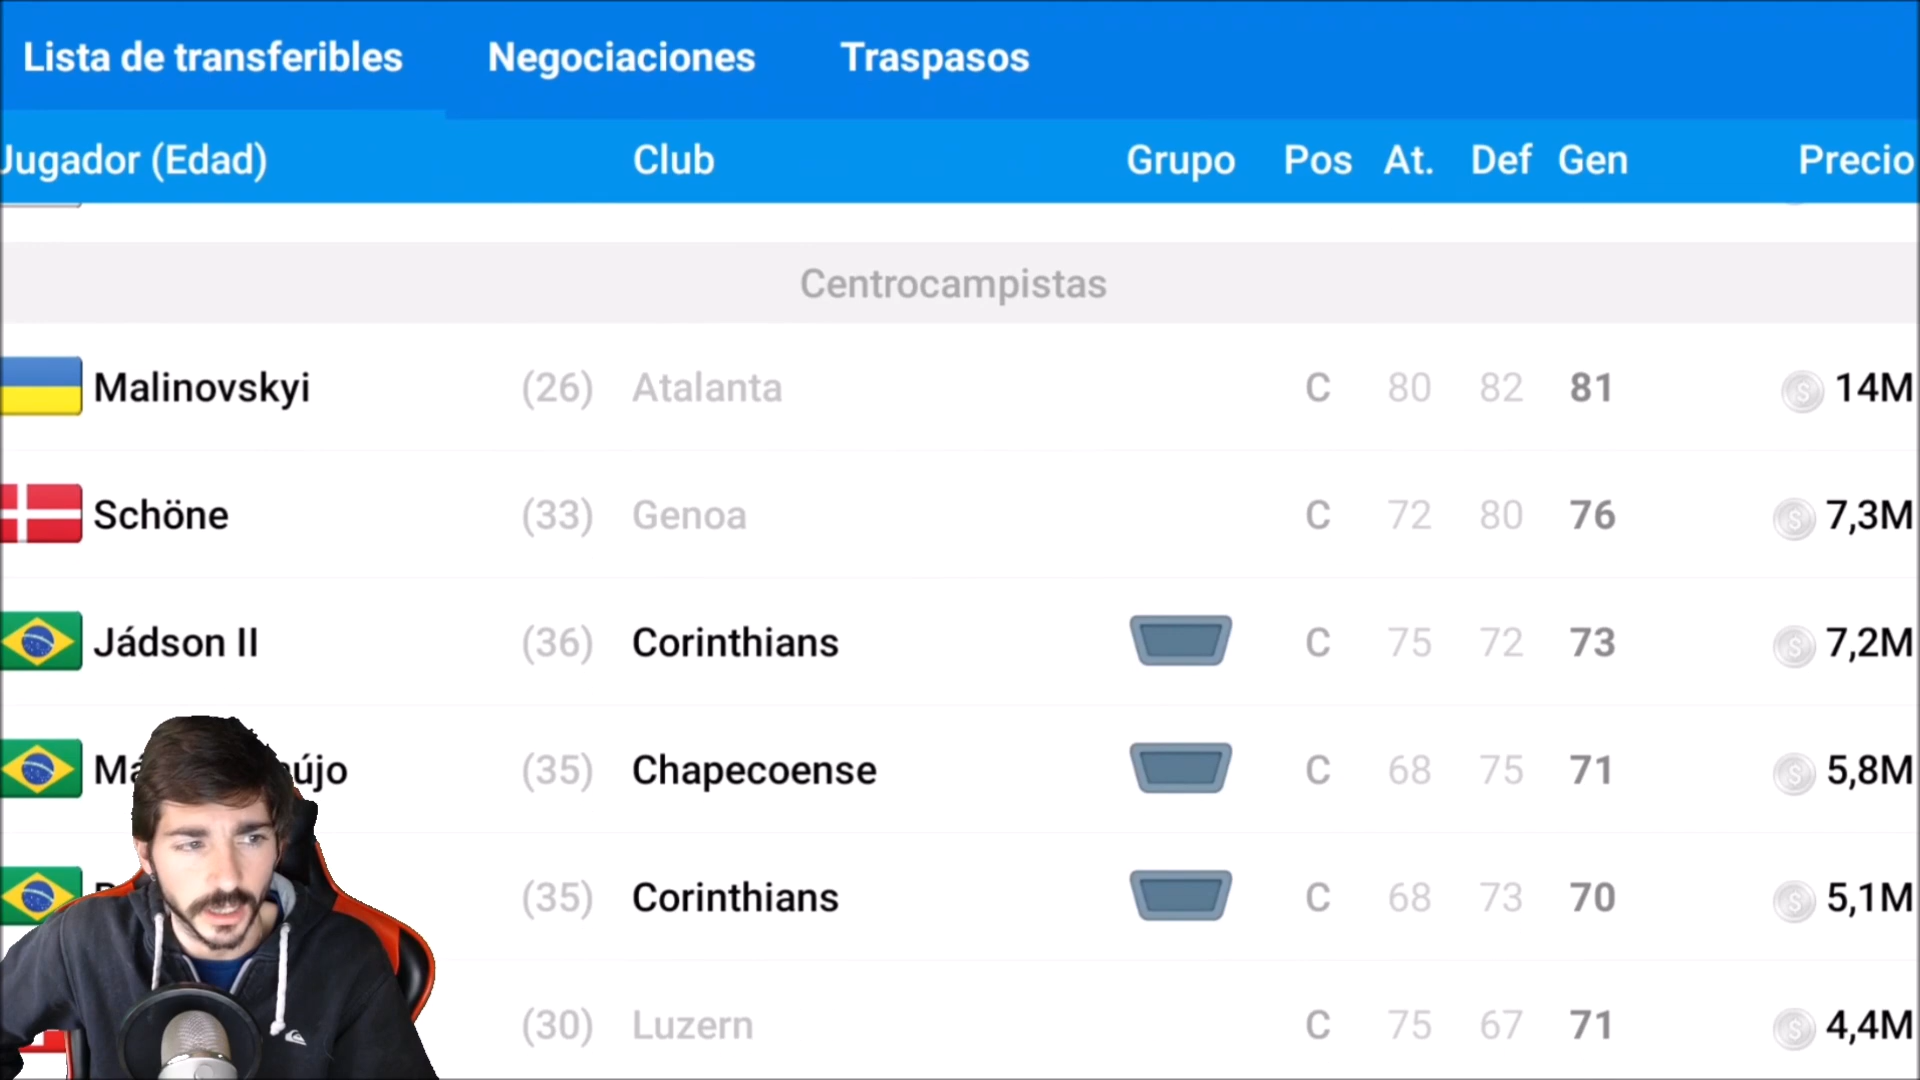 Lista de transferibles Negociaciones Traspasos
Jugador (Edad) Club Grupo Pos At. Def Gen Precio
Centrocampistas
Malinovskyi (26) Atalanta C 80 82 81 14M
Schöne (33) Genoa C 72 80 76 7,3M
Jádson II (36) Corinthians C 75 72 73 7,2M
(35) Chapecoense C 68 75 71 5,8M
(35) Corinthians C 68 73 70 5,1M
(30) Luzern C 75 67 71 4,4M